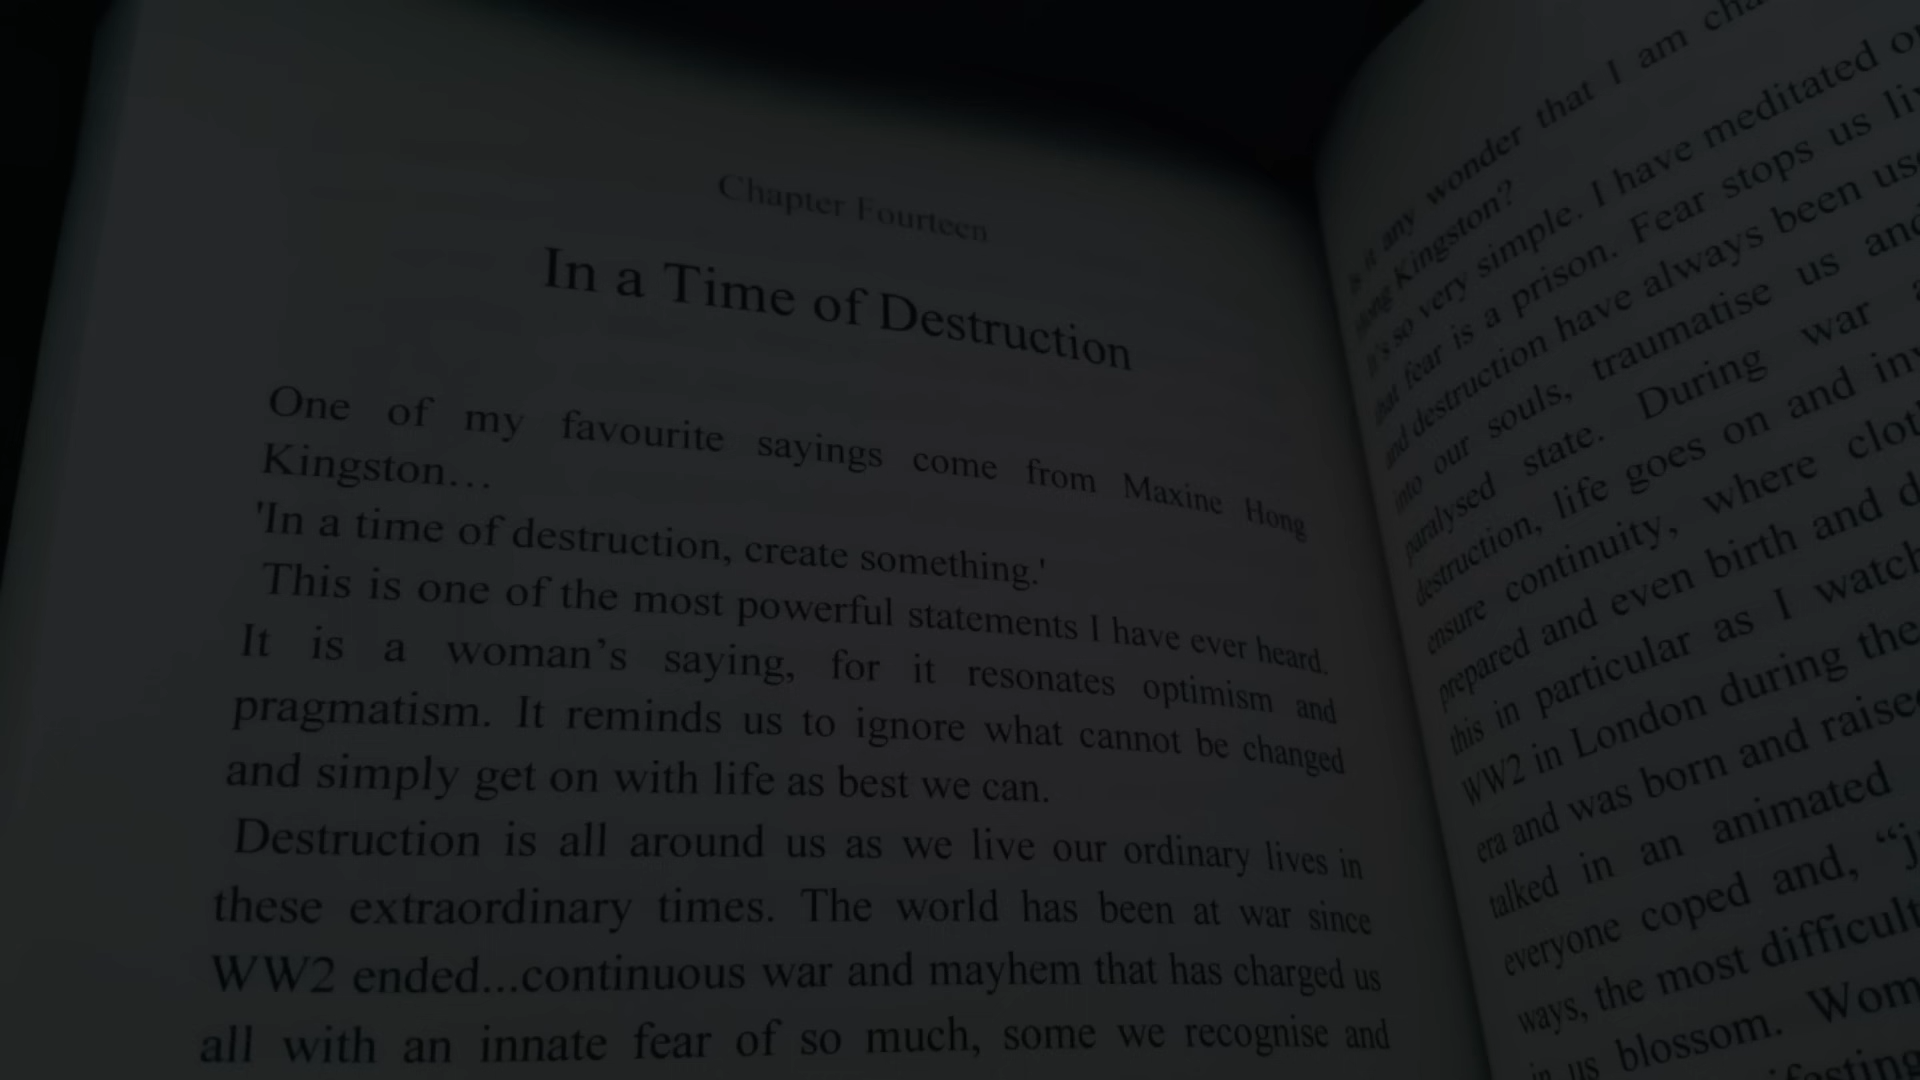 Chapter Fourteen
In a Time of Destruction
One of my favourite sayings come from Maxine Hong
Kingston…
'In a time of destruction, create something.'
This is one of the most powerful statements I have ever heard.
It is a woman’s saying, for it resonates optimism and
pragmatism. It reminds us to ignore what cannot be changed
and simply get on with life as best we can.
Destruction is all around us as we live our ordinary lives in
these extraordinary times. The world has been at war since
WW2 ended...continuous war and mayhem that has charged us
all with an innate fear of so much, some we recognise and
is it any wonder that I am
Hong Kingston?
It's so very simple. I have meditated
that fear is a prison. Fear stops us
and destruction have always been
into our souls, traumatise us and
paralysed state. During war
destruction, life goes on and
ensure continuity, where
prepared and even birth and
this in particular as I watch
WW2 in London during the
era and was born and raised
talked in an animated
everyone coped and, “
ways, the most difficult
in us blossom.